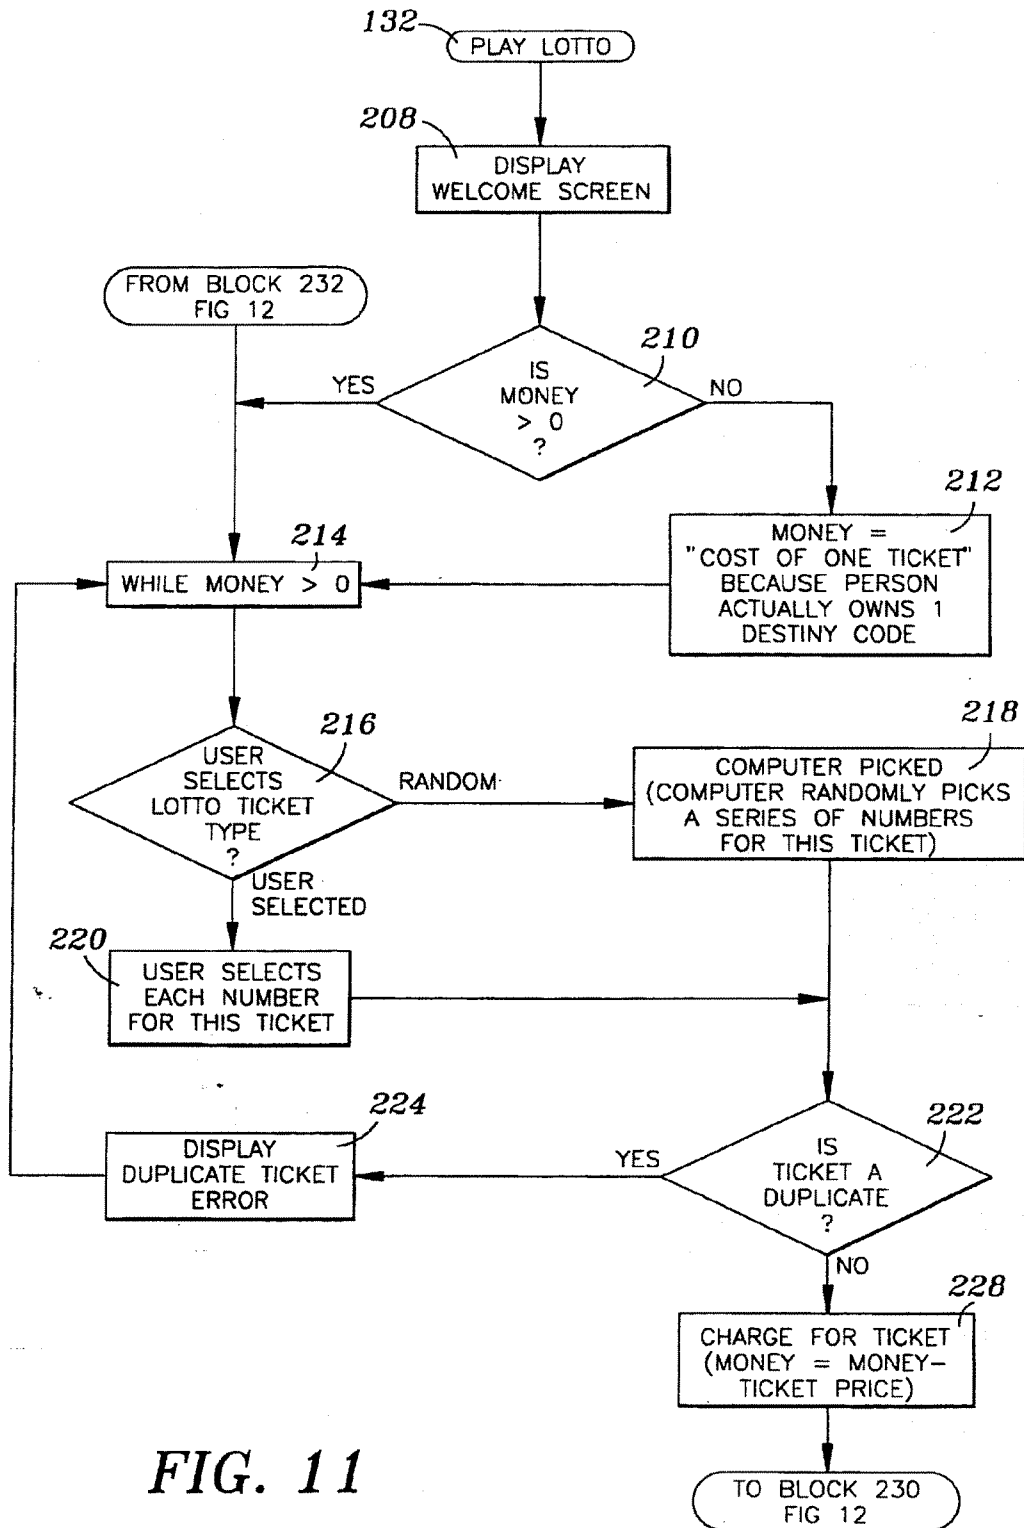 132
PLAY LOTTO
208
DISPLAY
WELCOME SCREEN
FROM BLOCK 232
FIG 12
210
IS
MONEY
> 0
?
YES
NO
212
MONEY =
"COST OF ONE TICKET"
BECAUSE PERSON
ACTUALLY OWNS 1
DESTINY CODE
214
WHILE MONEY > 0
216
USER
SELECTS
LOTTO TICKET
TYPE
?
RANDOM
218
COMPUTER PICKED
(COMPUTER RANDOMLY PICKS
A SERIES OF NUMBERS
FOR THIS TICKET)
USER
SELECTED
220
USER SELECTS
EACH NUMBER
FOR THIS TICKET
222
IS
TICKET A
DUPLICATE
?
YES
224
DISPLAY
DUPLICATE TICKET
ERROR
NO
228
CHARGE FOR TICKET
(MONEY = MONEY-
TICKET PRICE)
TO BLOCK 230
FIG 12
FIG. 11